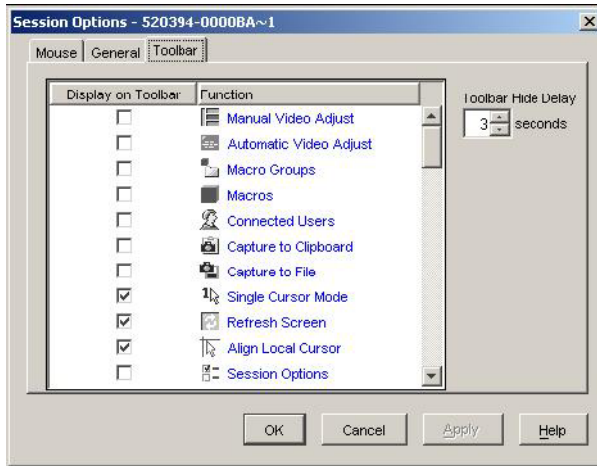 Session Options - 520394-0000BA~1
Mouse General Toolbar
Display on Toolbar Function
Manual Video Adjust
Automatic Video Adjust
Macro Groups
Macros
Connected Users
Capture to Clipboard
Capture to File
Single Cursor Mode
Refresh Screen
Align Local Cursor
Session Options
Toolbar Hide Delay
3 seconds
OK Cancel Apply Help